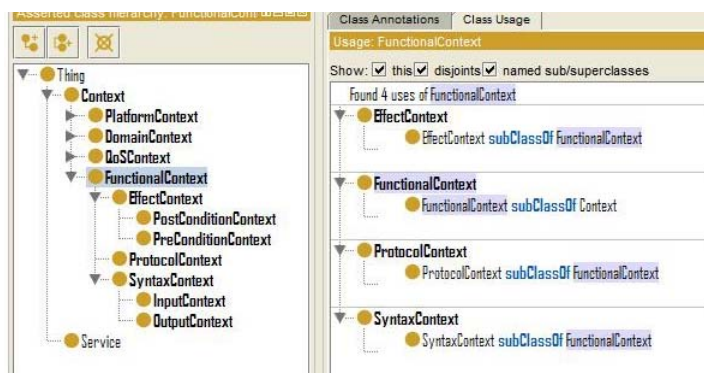 Asserted class hierarchy: FunctionalCont
Thing
Context
PlatformContext
DomainContext
QoSContext
FunctionalContext
EffectContext
PostConditionContext
PreConditionContext
ProtocolContext
SyntaxContext
InputContext
OutputContext
Service
Class Annotations Class Usage
Usage: FunctionalContext
Show: this disjoints named sub/superclasses
Found 4 uses of FunctionalContext
EffectContext
EffectContext subClassOf FunctionalContext
FunctionalContext
FunctionalContext subClassOf Context
ProtocolContext
ProtocolContext subClassOf FunctionalContext
SyntaxContext
SyntaxContext subClassOf FunctionalContext